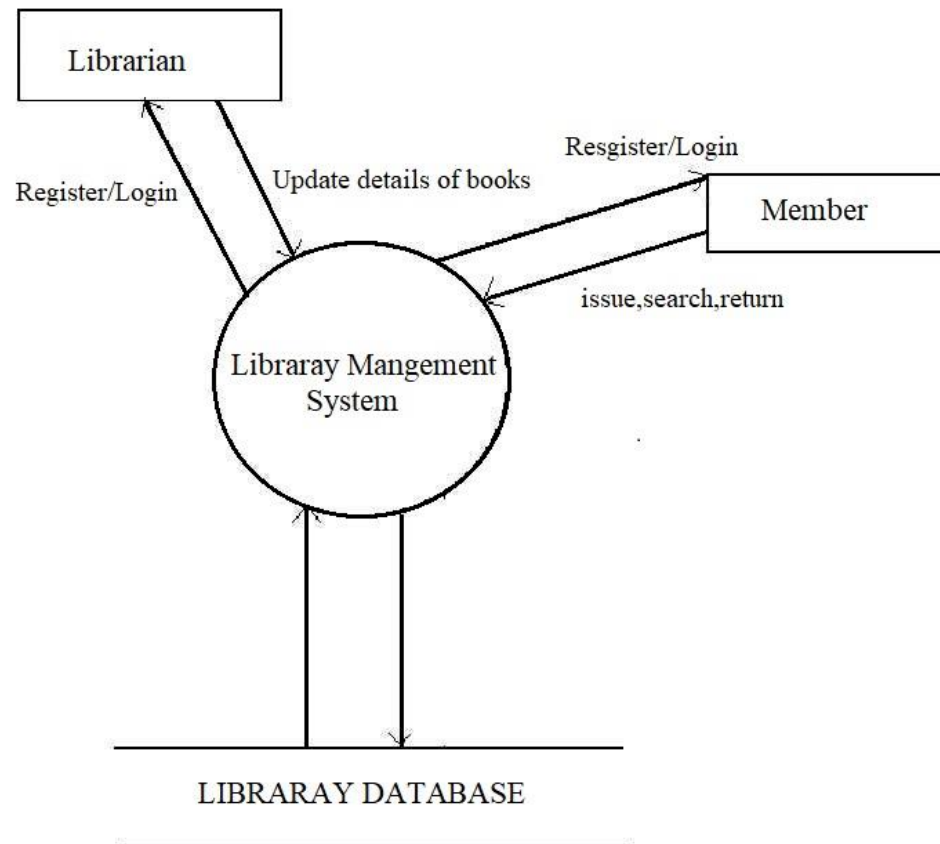 Librarian
Resgister/Login
Update details of books
Register/Login
Member
issue,search,return
Libraray Mangement
System
LIBRARAY DATABASE